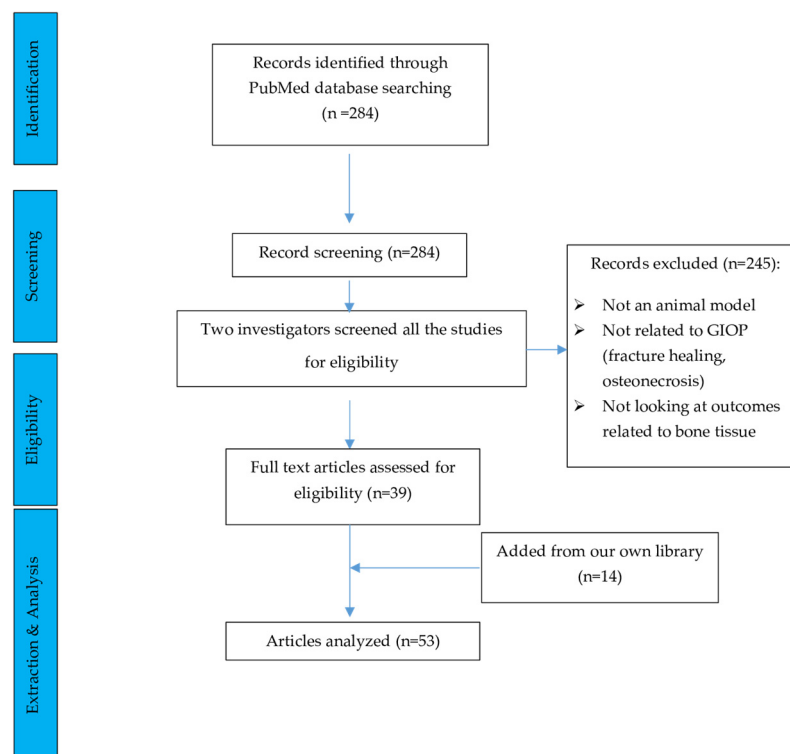 Identification
Records identified through
PubMed database searching
(n =284)
Screening
Record screening (n=284)
Two investigators screened all the studies
for eligibility
Records excluded (n=245):
➢ Not an animal model
➢ Not related to GIOP
(fracture healing,
osteonecrosis)
➢ Not looking at outcomes
related to bone tissue
Eligibility
Full text articles assessed for
eligibility (n=39)
Extraction & Analysis
Added from our own library
(n=14)
Articles analyzed (n=53)